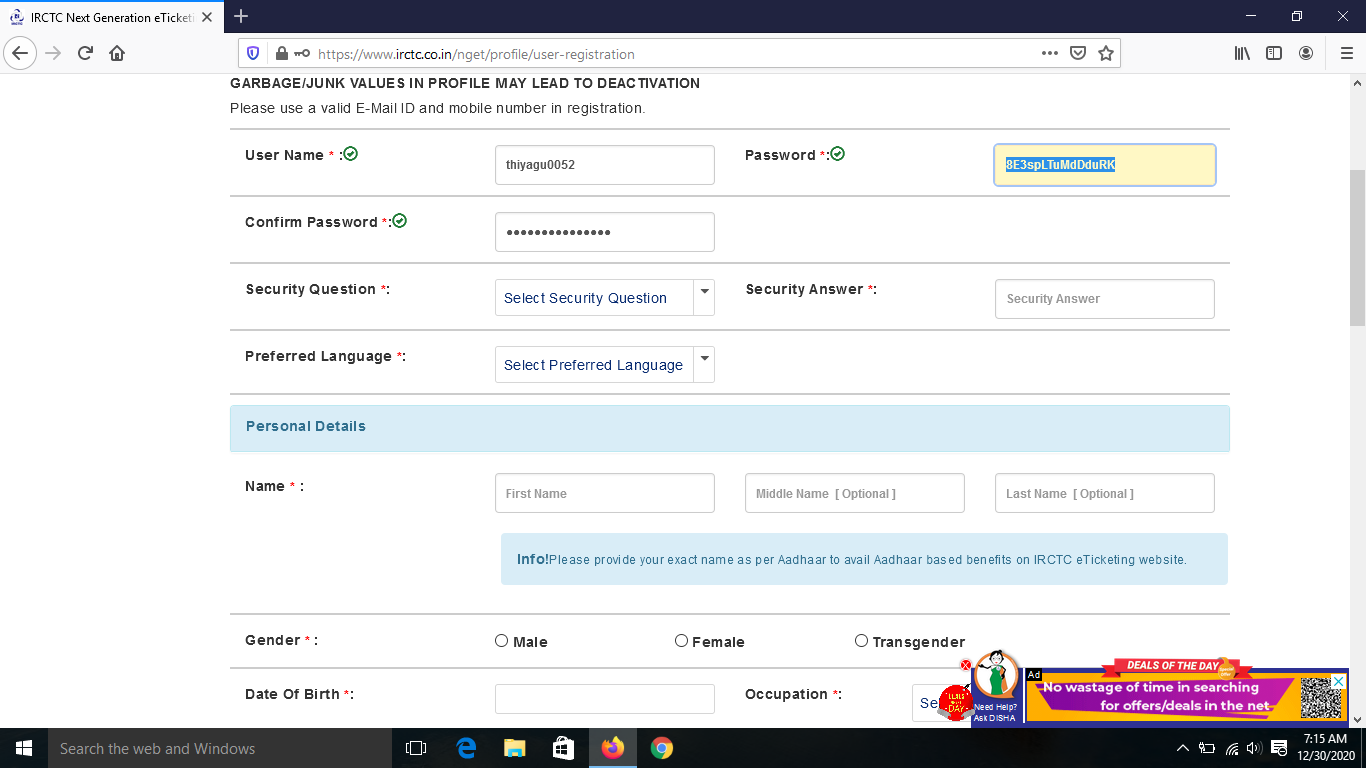 IRCTC Next Generation eTicketi
https://www.irctc.co.in/nget/profile/user-registration
GARBAGE/JUNK VALUES IN PROFILE MAY LEAD TO DEACTIVATION
Please use a valid E-Mail ID and mobile number in registration.
User Name * : thiyagu0052 Password *: 8E3spLTuMdDduRK
Confirm Password *: •••••••••••••••
Security Question *: Select Security Question Security Answer *: Security Answer
Preferred Language *: Select Preferred Language
Personal Details
Name * : First Name Middle Name [ Optional ] Last Name [ Optional ]
Info!Please provide your exact name as per Aadhaar to avail Aadhaar based benefits on IRCTC eTicketing website.
Gender * : Male Female Transgender
Date Of Birth *: Occupation *: Se
DEALS OF THE DAY
Ad
No wastage of time in searching
for offers/deals in the net
Need Help?
Ask DISHA
Search the web and Windows
7:15 AM
12/30/2020